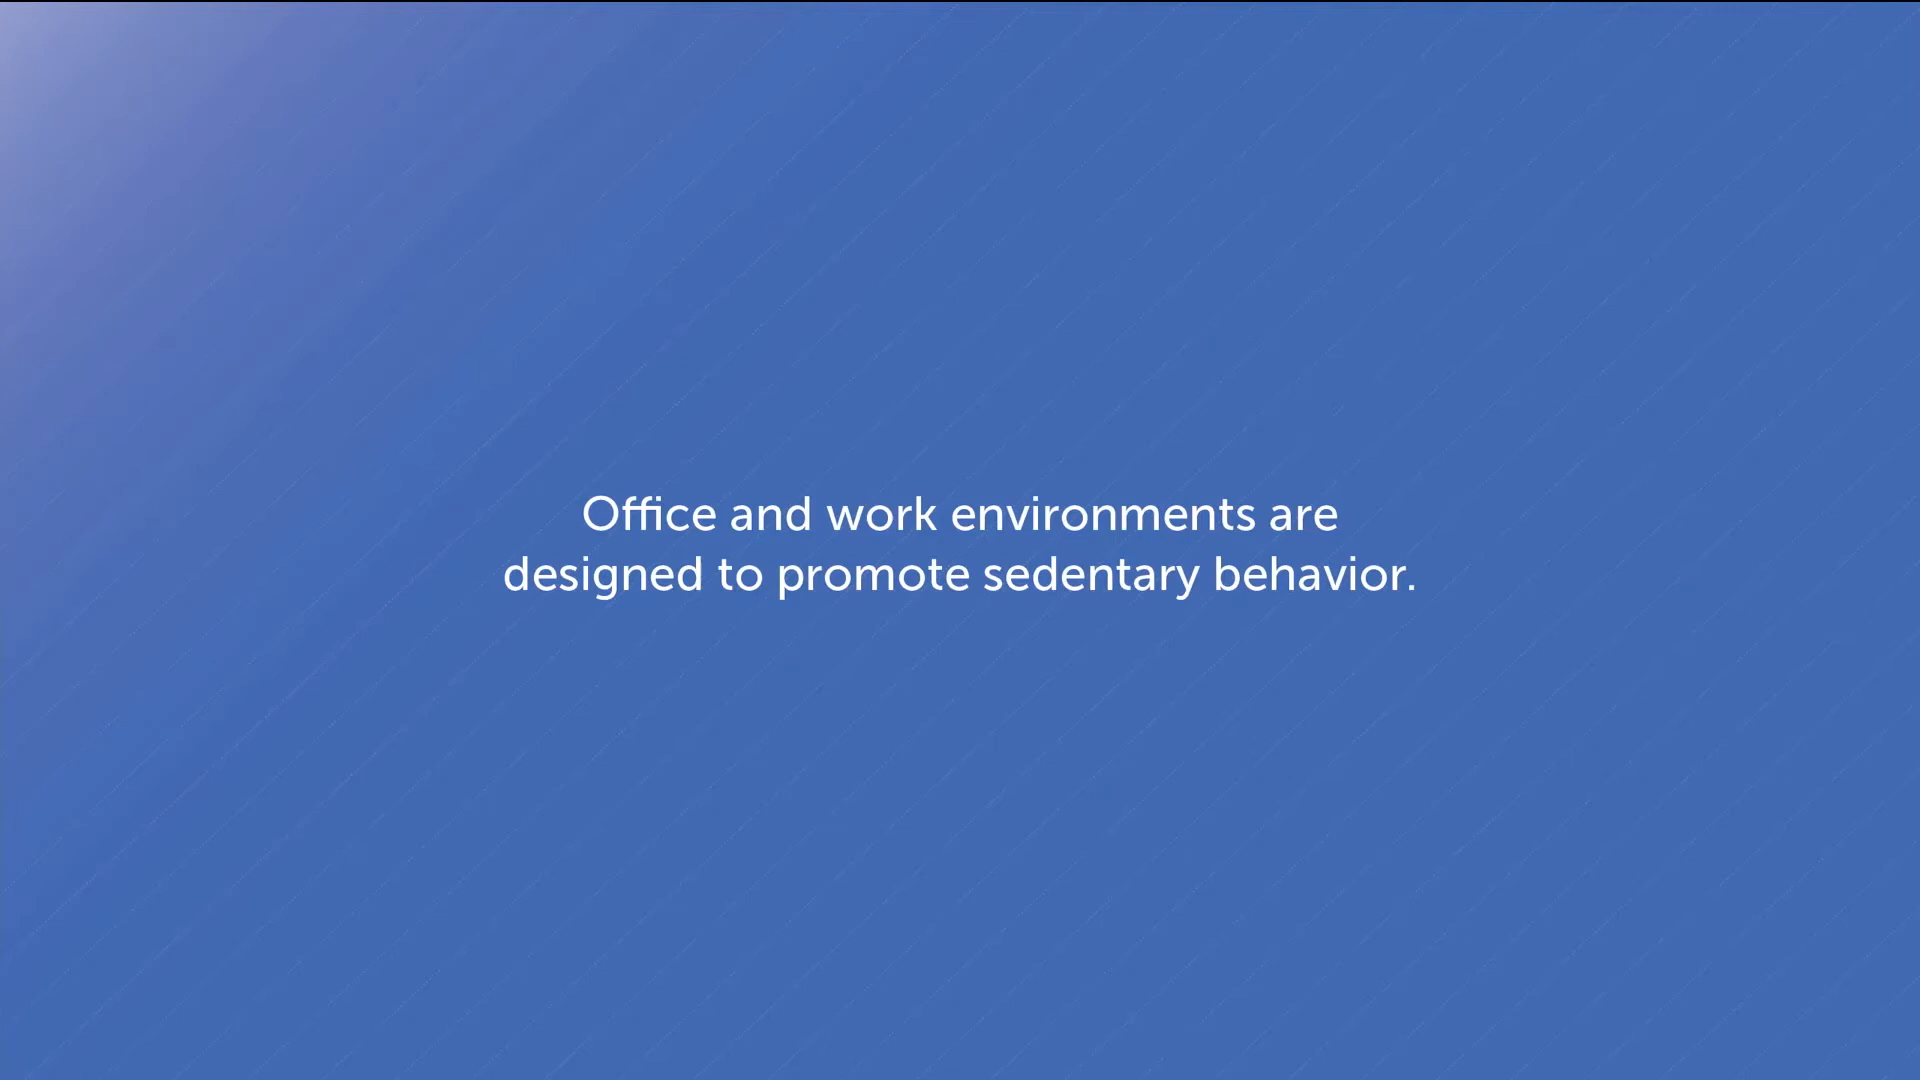 Office and work environments are
designed to promote sedentary behavior.